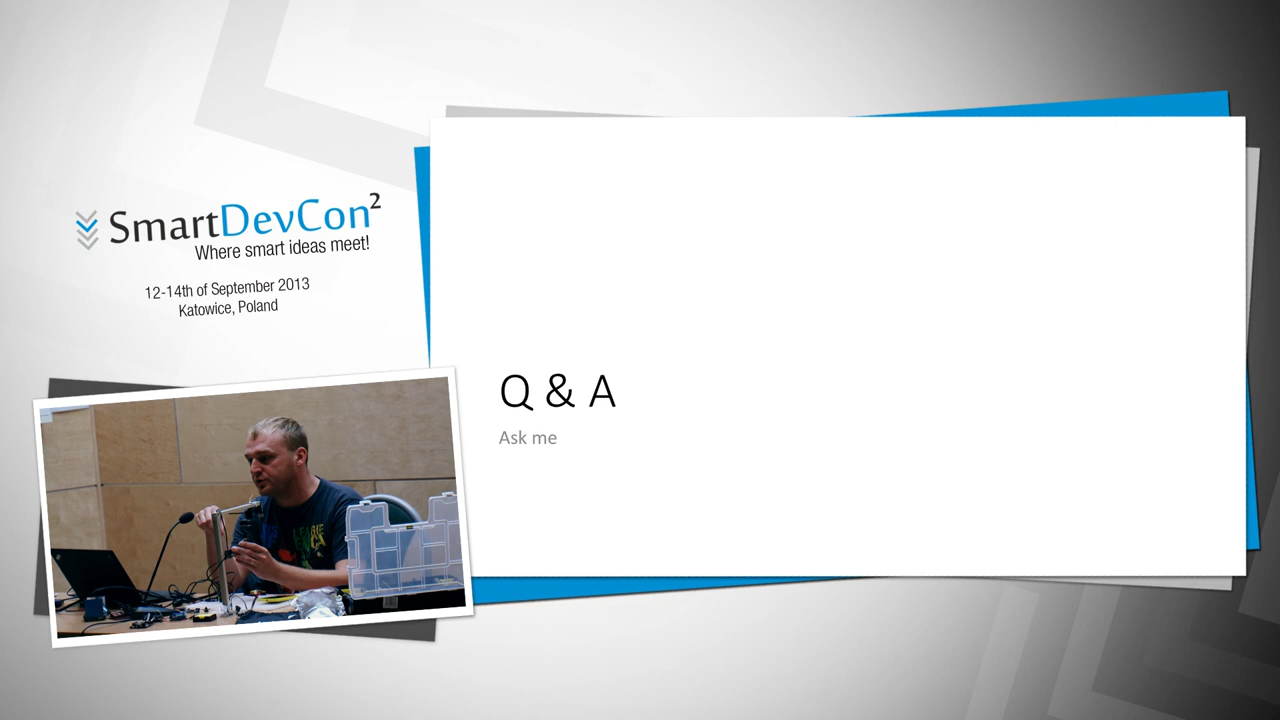 SmartDevCon²
Where smart ideas meet!
12-14th of September 2013
Katowice, Poland
Q & A
Ask me